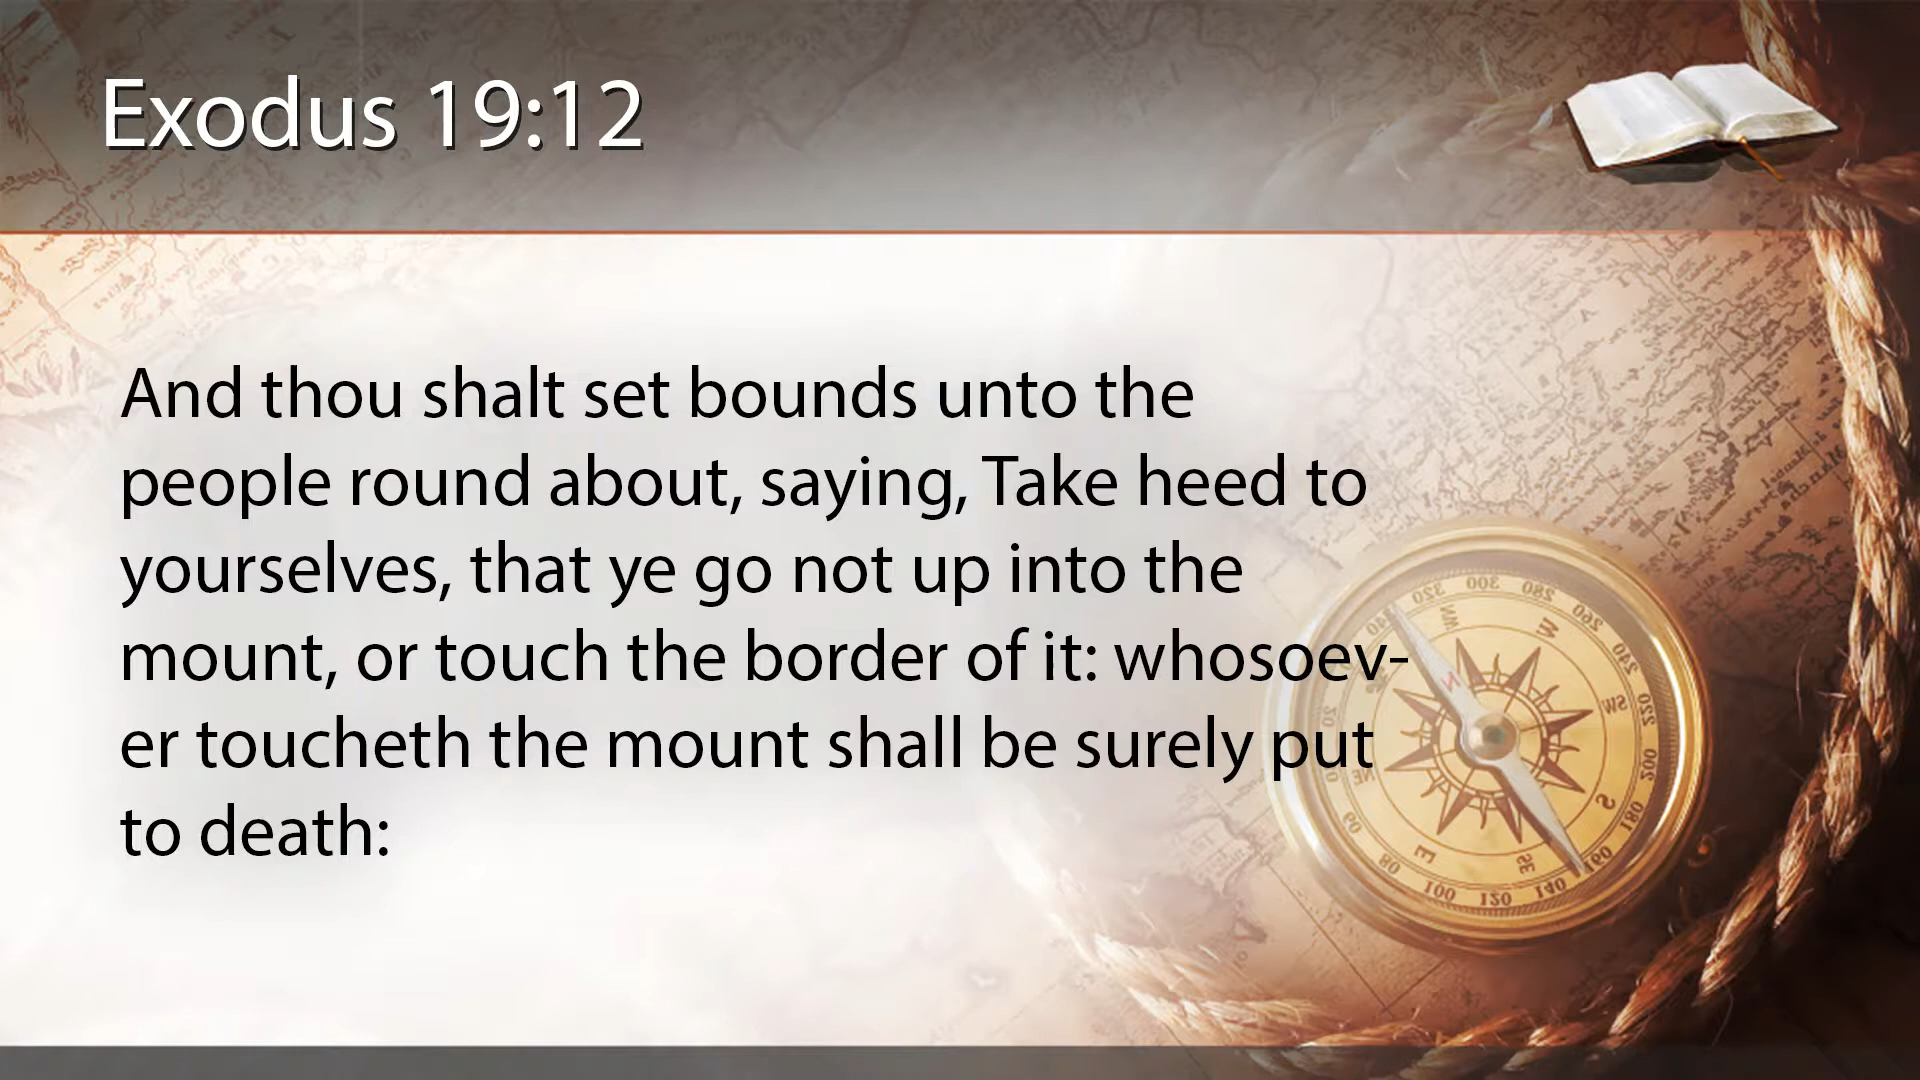 Exodus 19:12
And thou shalt set bounds unto the
people round about, saying, Take heed to
yourselves, that ye go not up into the
mount, or touch the border of it: whosoev-
er toucheth the mount shall be surely put
to death: